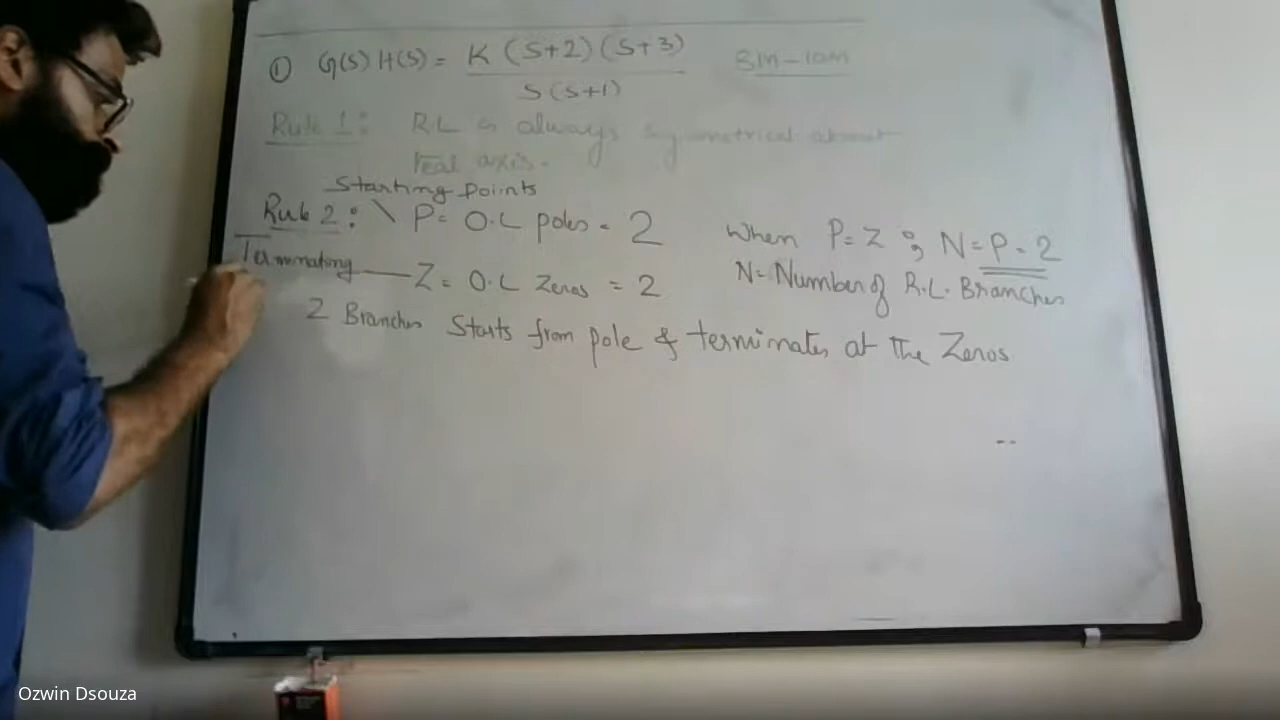 ① G(s) H(s) = K (S+2) (S+3) 8m-10m
S (S+1)
Rule 1: RL is always symmetrical about
real axis.
Starting points
Rule 2: \ P= O.L poles = 2 When P=Z ; N=P=2
Terminating — Z = O.L Zeros = 2 N= Number of R.L. Branches
2 Branches Starts from pole & terminates at the Zeros
Ozwin Dsouza